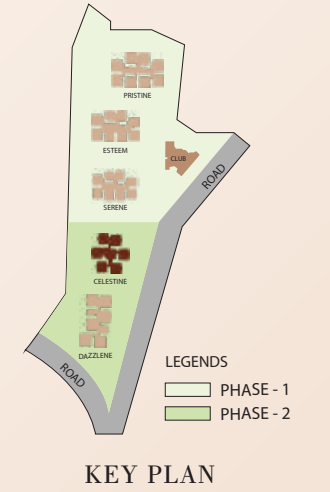 PRISTINE
ESTEEM
CLUB
ROAD
SERENE
CELESTINE
DAZZLENE
ROAD
LEGENDS
PHASE - 1
PHASE - 2
KEY PLAN